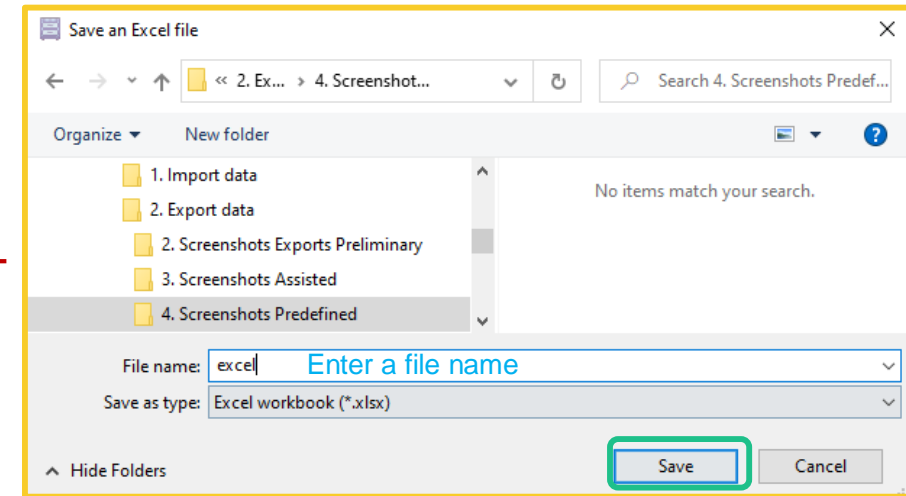 Save an Excel file
« 2. Ex... › 4. Screenshot...
Search 4. Screenshots Predef...
Organize
New folder
?
1. Import data
2. Export data
2. Screenshots Exports Preliminary
3. Screenshots Assisted
4. Screenshots Predefined
No items match your search.
File name: excel Enter a file name
Save as type: Excel workbook (*.xlsx)
Hide Folders
Save
Cancel